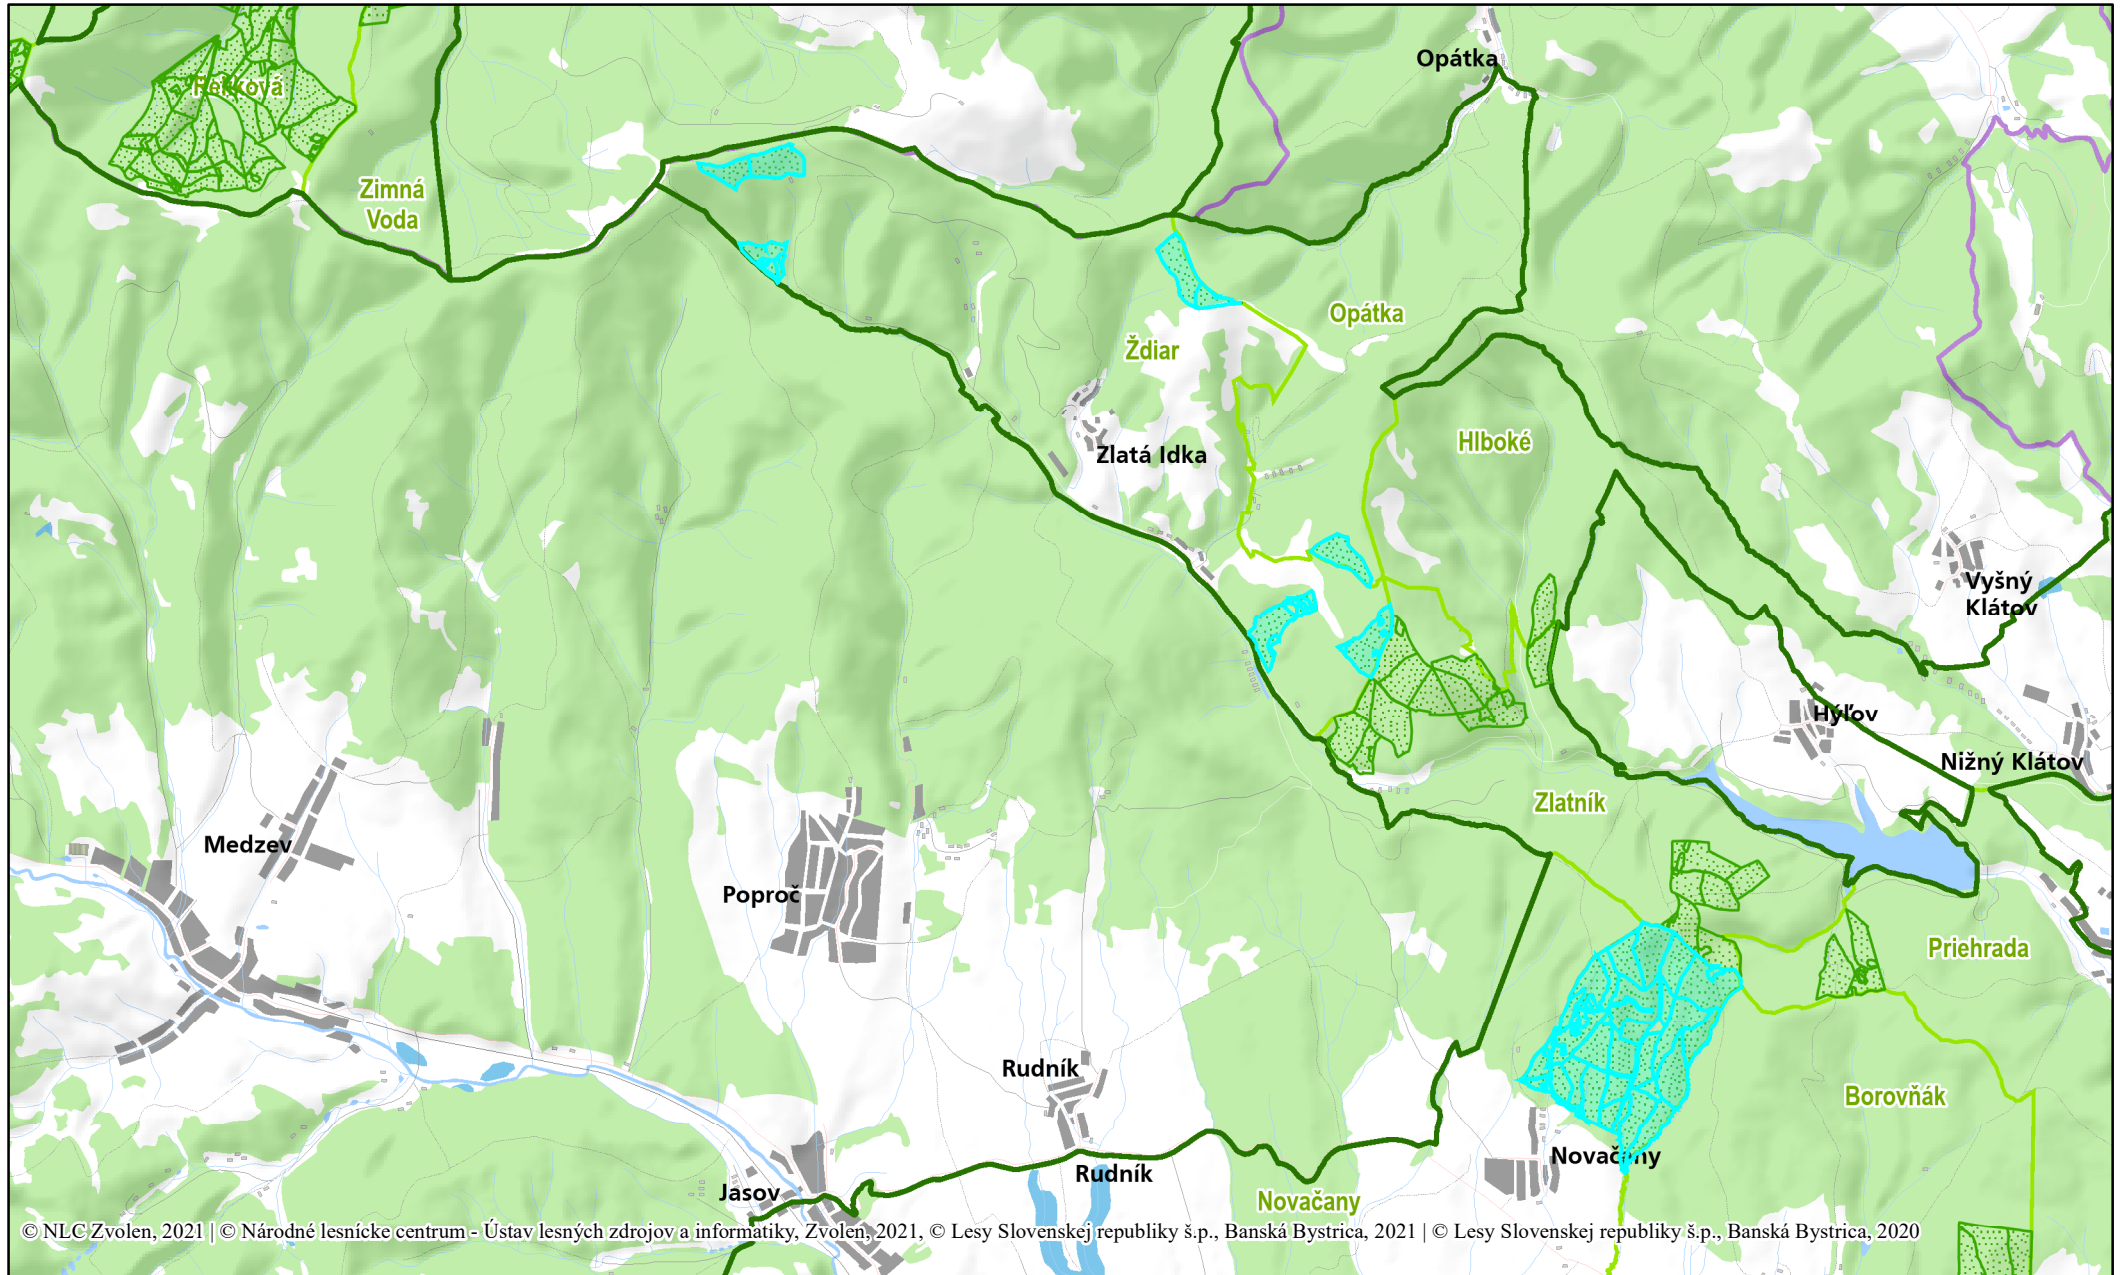 Opátka
Rekková
Zimná
Voda
Opátka
Ždiar
Hlboké
Zlatá Idka
Vyšný
Klátov
Hýľov
Nižný Klátov
Zlatník
Medzev
Poproč
Priehrada
Rudník
Borovňák
Novačany
Rudník
Jasov
Novačany
© NLC Zvolen, 2021 | © Národné lesnícke centrum - Ústav lesných zdrojov a informatiky, Zvolen, 2021, © Lesy Slovenskej republiky š.p., Banská Bystrica, 2021 | © Lesy Slovenskej republiky š.p., Banská Bystrica, 2020